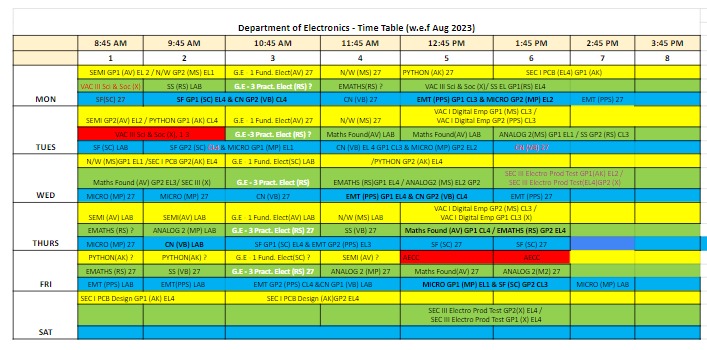 Department of Electronics - Time Table (w.e.f Aug 2023)
8:45 AM 9:45 AM 10:45 AM 11:45 AM 12:45 PM 1:45 PM 2:45 PM 3:45 PM
1 2 3 4 5 6 7 8
SEMI GP1 (AV) EL 2 / N/W GP2 (MS) EL1 G.E - 1 Fund. Elect(AV) 27 N/W (MS) 27 PYTHON (AK) 27 SEC I PCB (EL4) GP1 (AK)
VAC III Sci & Soc (X) SS (RS) LAB G.E - 3 Pract. Elect (RS) ? EMATHS(RS) ? VAC III Sci & Soc (X)/ SS EL GP1(RS) EL4
MON SF(SC) 27 SF GP1 (SC) EL4 & CN GP2 (VB) CL4 CN (VB) 27 EMT (PPS) GP1 CL3 & MICRO GP2 (MP) EL2 EMT (PPS) 27
SEMI GP2(AV) EL2 / PYTHON GP1 (AK) CL4 G.E - 1 Fund. Elect(AV) 27 N/W (MS) 27 VAC I Digital Emp GP1 (MS) CL3 /
VAC I Digital Emp GP2 (PPS) CL3
VAC III Sci & Soc (X), 1-3 G.E - 3 Pract. Elect (RS) ? Maths Found(AV) LAB Maths Found(AV) LAB ANALOG 2(MS) GP1 EL1 / SS GP2 (RS) CL3
TUES SF (SC) LAB SF GP2 (SC) EL4 & MICRO GP1 (MP) EL1 CN (VB) EL 4 GP1 CL3 & MICRO GP2 EL2
N/W (MS)GP1 EL1 /SEC I PCB GP2(AK) EL4 G.E - 1 Fund. Elect(SC) LAB /PYTHON GP2 (AK) EL4
Maths Found (AV) GP2 EL3/ SEC III (X) G.E - 3 Pract. Elect (RS) EMATHS (RS)GP1 EL4 / ANALOG2 (MS) EL2 GP2 SEC III Electro Prod Test GP1(AK) EL2 /
SEC III Electro Prod Test(EL4)GP2 (X)
WED MICRO (MP) 27 MICRO (MP) 27 CN (VB) 27 EMT (PPS) GP1 EL4 & CN GP2 (VB) CL4 EMT (PPS) 27
SEMI (AV) LAB SEMI(AV) LAB G.E - 1 Fund. Elect(AV) LAB N/W (MS) LAB VAC I Digital Emp GP2 (MS) CL3 /
VAC I Digital Emp GP1 CL3 (X)
EMATHS (RS) ? ANALOG 2 (MP) LAB G.E - 3 Pract. Elect (RS) ? SS (VB) 27 Maths Found (AV) GP1 CL4 / EMATHS (RS) GP2 EL4
THURS MICRO (MP) 27 CN (VB) LAB SF GP1 (SC) EL4 & EMT GP2 (PPS) EL3 SF (SC) 27 SF (SC) 27
PYTHON(AK) ? PYTHON(AK) ? G.E - 1 Fund. Elect(SC) ? SEMI (AV) ? AECC AECC
EMATHS (RS) 27 SS (VB) 27 G.E - 3 Pract. Elect (RS) 27 ANALOG 2 (MP) 27 Maths Found(AV) 27 ANALOG 2(M2) 27
FRI EMT (PPS) LAB EMT(PPS) LAB EMT GP2 (PPS) CL4 &CN GP1 (VB) LAB MICRO GP1 (MP) EL1 & SF (SC) GP2 CL3 MICRO (MP) LAB
SEC I PCB Design GP1 (AK) EL4 SEC I PCB Design (AK)GP2 EL4
SEC III Electro Prod Test GP2(X) EL4 /
SEC III Electro Prod Test GP1 (X) EL4
SAT